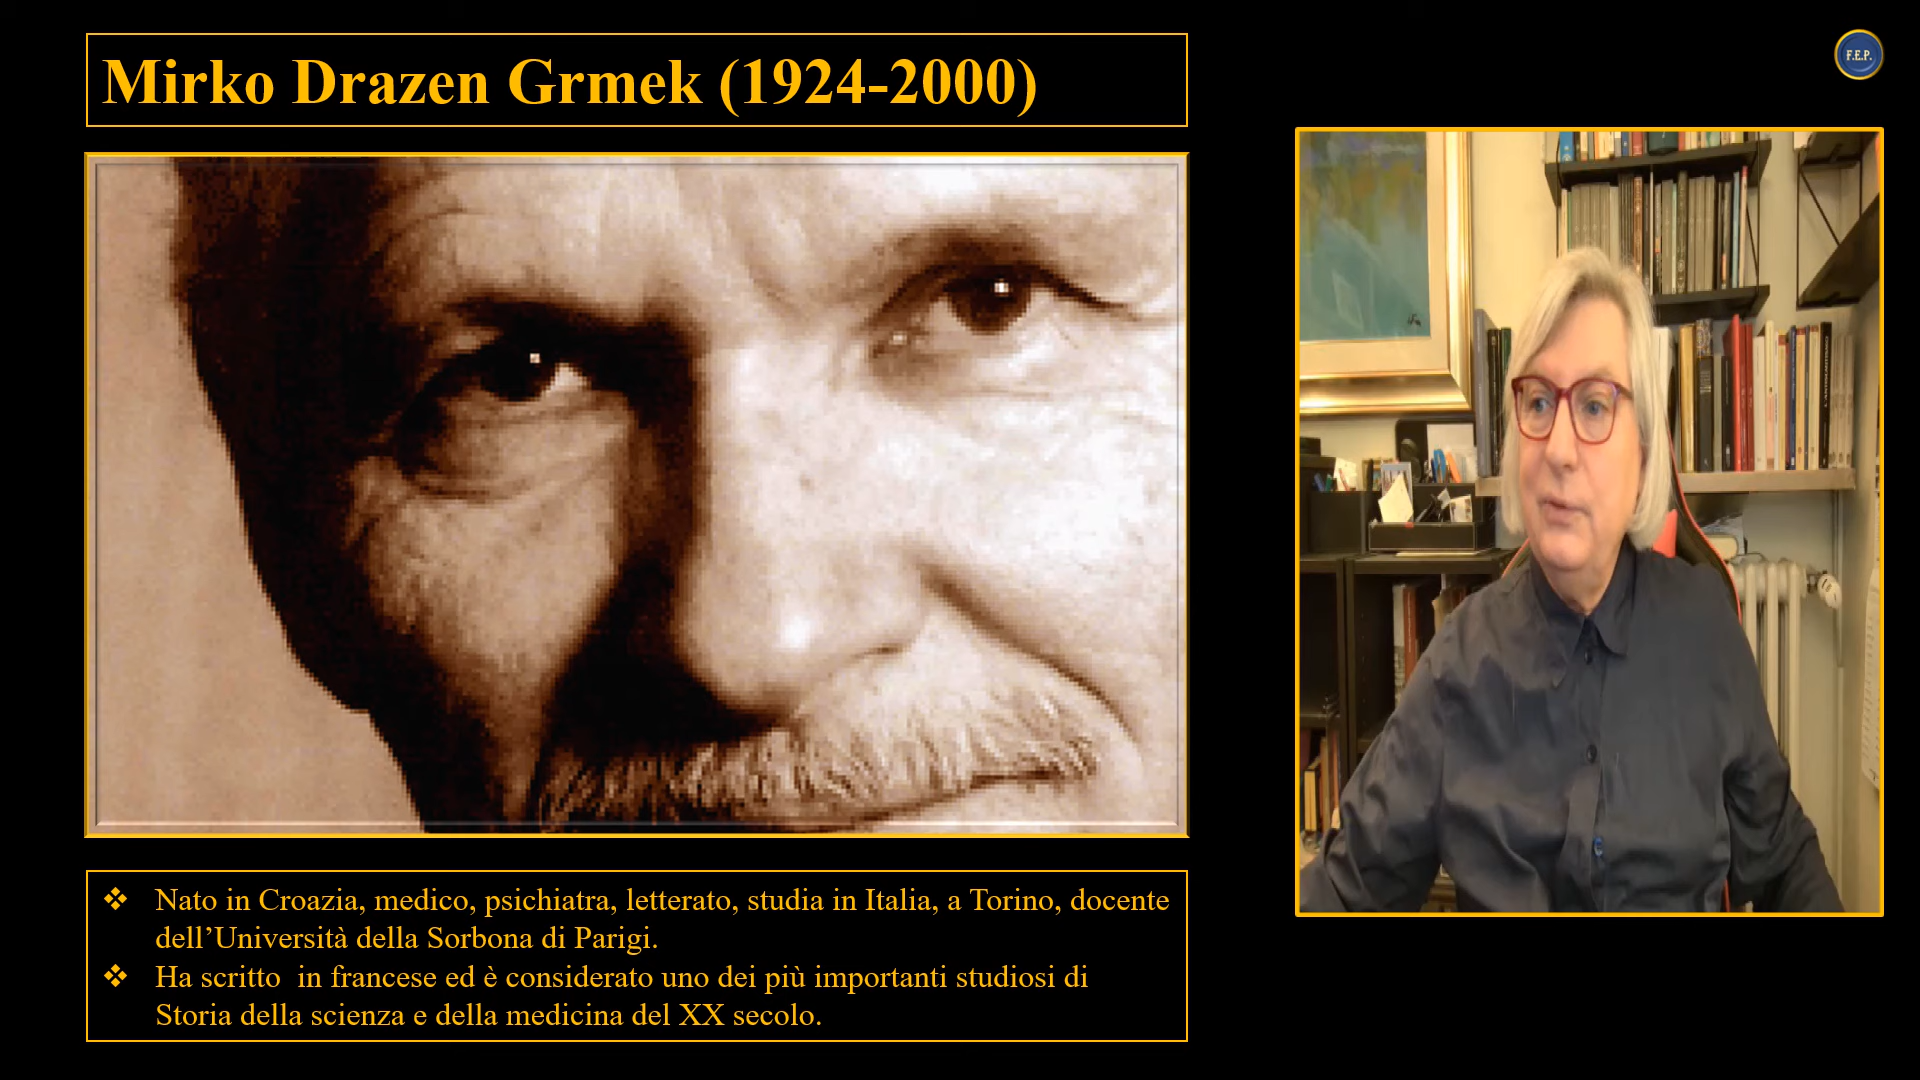 Mirko Drazen Grmek (1924-2000)
F.E.P.
❖ Nato in Croazia, medico, psichiatra, letterato, studia in Italia, a Torino, docente
dell’Università della Sorbona di Parigi.
❖ Ha scritto  in francese ed è considerato uno dei più importanti studiosi di
Storia della scienza e della medicina del XX secolo.